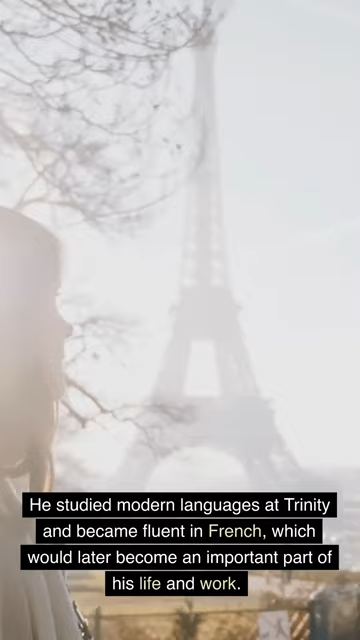 He studied modern languages at Trinity
and became fluent in French, which
would later become an important part of
his life and work.